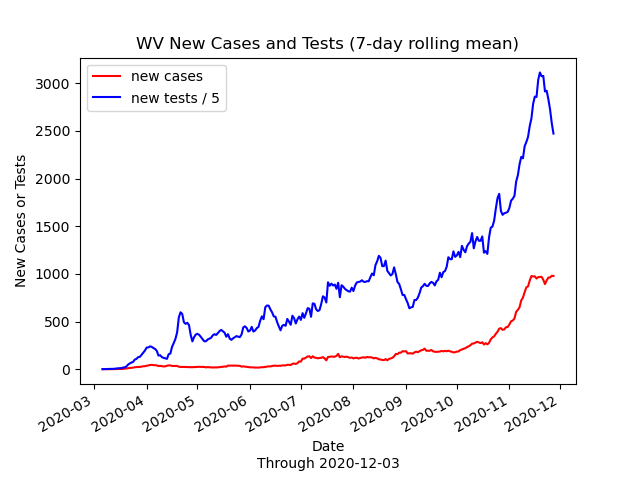 WV New Cases and Tests (7-day rolling mean)
new cases
new tests / 5
New Cases or Tests
3000
2500
2000
1500
1000
500
0
2020-03
2020-04
2020-05
2020-06
2020-07
2020-08
2020-09
2020-10
2020-11
2020-12
Date
Through 2020-12-03